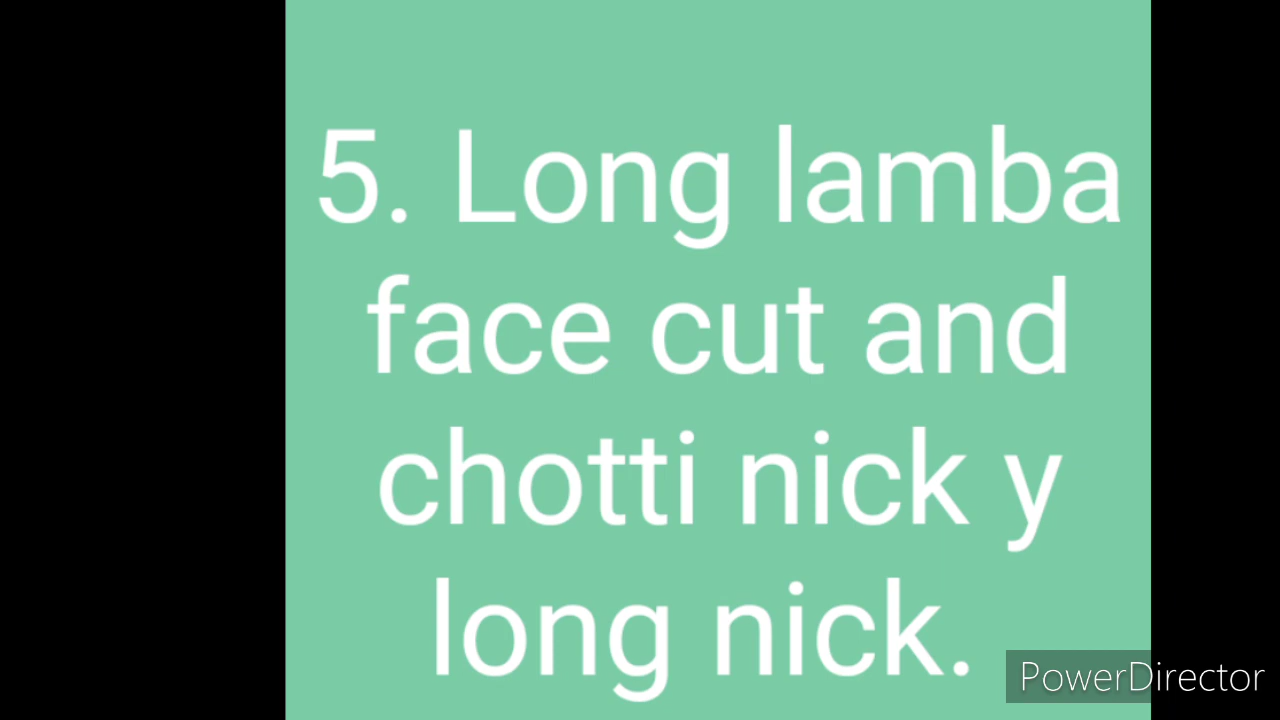 5. Long lamba
face cut and
chotti nick y
long nick.
PowerDirector